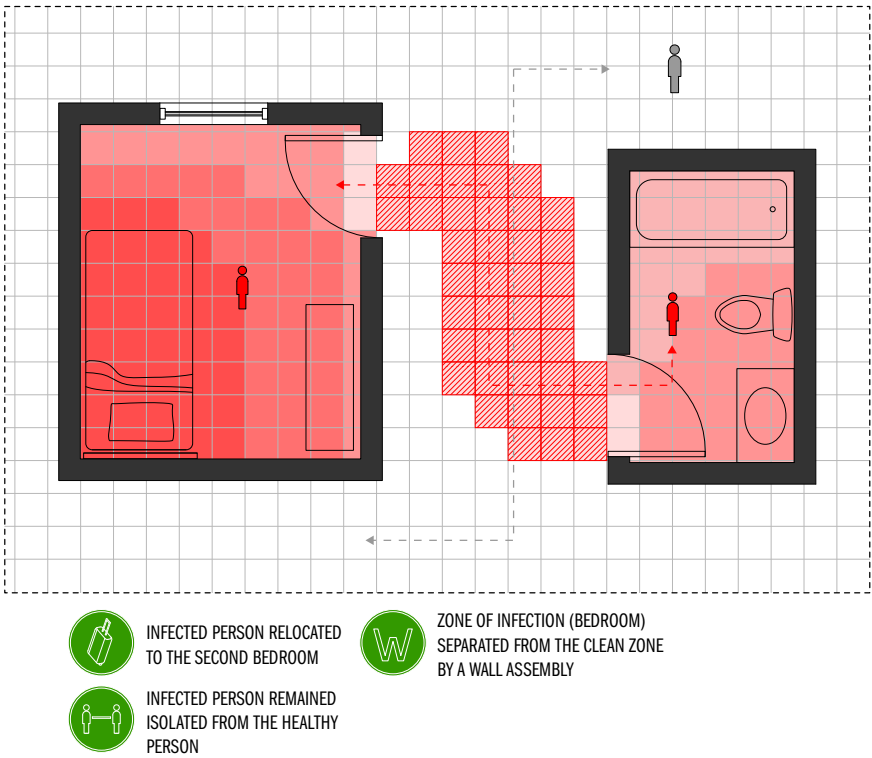 INFECTED PERSON RELOCATED
TO THE SECOND BEDROOM
INFECTED PERSON REMAINED
ISOLATED FROM THE HEALTHY
PERSON
W
ZONE OF INFECTION (BEDROOM)
SEPARATED FROM THE CLEAN ZONE
BY A WALL ASSEMBLY